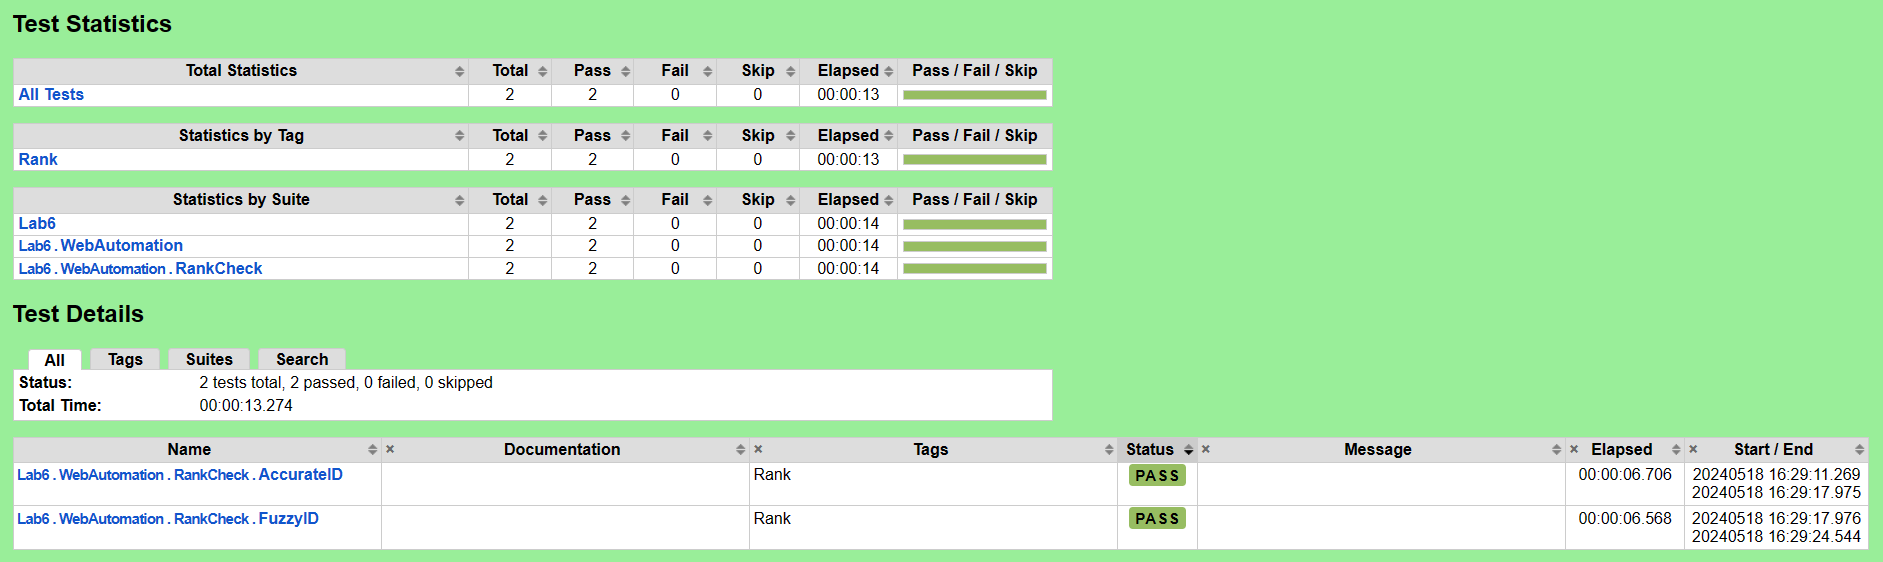 Test Statistics
Total Statistics Total Pass Fail Skip Elapsed Pass / Fail / Skip
All Tests 2 2 0 0 00:00:13
Statistics by Tag Total Pass Fail Skip Elapsed Pass / Fail / Skip
Rank 2 2 0 0 00:00:13
Statistics by Suite Total Pass Fail Skip Elapsed Pass / Fail / Skip
Lab6 2 2 0 0 00:00:14
Lab6 . WebAutomation 2 2 0 0 00:00:14
Lab6 . WebAutomation . RankCheck 2 2 0 0 00:00:14
Test Details
All Tags Suites Search
Status: 2 tests total, 2 passed, 0 failed, 0 skipped
Total Time: 00:00:13.274
Name × Documentation × Tags Status × Message × Elapsed × Start / End
Lab6 . WebAutomation . RankCheck . AccurateID Rank PASS 00:00:06.706 20240518 16:29:11.269
20240518 16:29:17.975
Lab6 . WebAutomation . RankCheck . FuzzyID Rank PASS 00:00:06.568 20240518 16:29:17.976
20240518 16:29:24.544